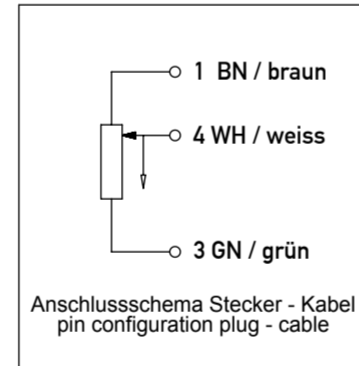 1 BN / braun
4 WH / weiss
3 GN / grün
Anschlussschema Stecker - Kabel
pin configuration plug - cable